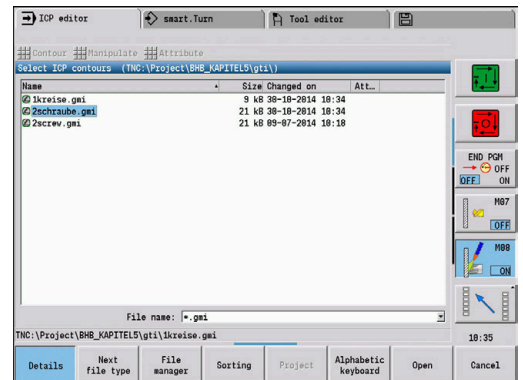 ICP editor smart.Turn Tool editor
Contour Manipulate Attribute
Select ICP contours (TNC:\Project\BHB_KAPITEL5\gti\)
Name Size Changed on Att...
1kreise.gmi 9 kB 30-10-2014 10:34
2schraube.gmi 21 kB 30-10-2014 10:34
2screv.gmi 21 kB 09-07-2014 10:18
File name: *.gmi
TNC:\Project\BHB_KAPITEL5\gti\1kreise.gmi
Details Next file type File manager Sorting Project Alphabetic keyboard Open Cancel
END PGM
OFF
OFF ON
M07
OFF
M08
ON
10:35